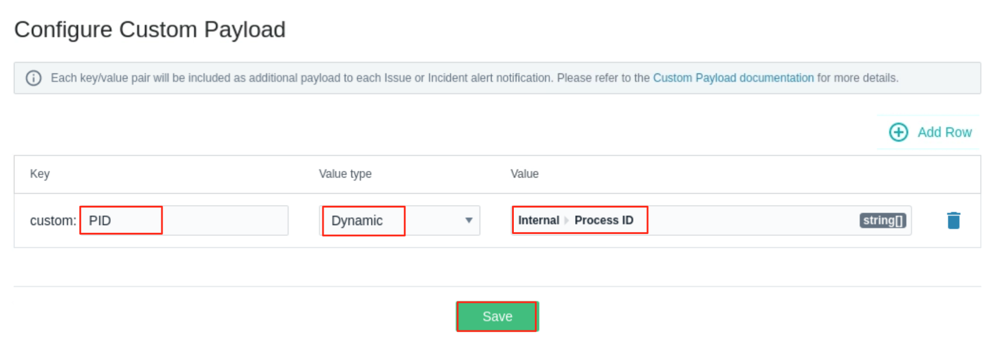 Configure Custom Payload
Each key/value pair will be included as additional payload to each Issue or Incident alert notification. Please refer to the Custom Payload documentation for more details.
Add Row
Key Value type Value
custom: PID Dynamic Internal Process ID string[]
Save